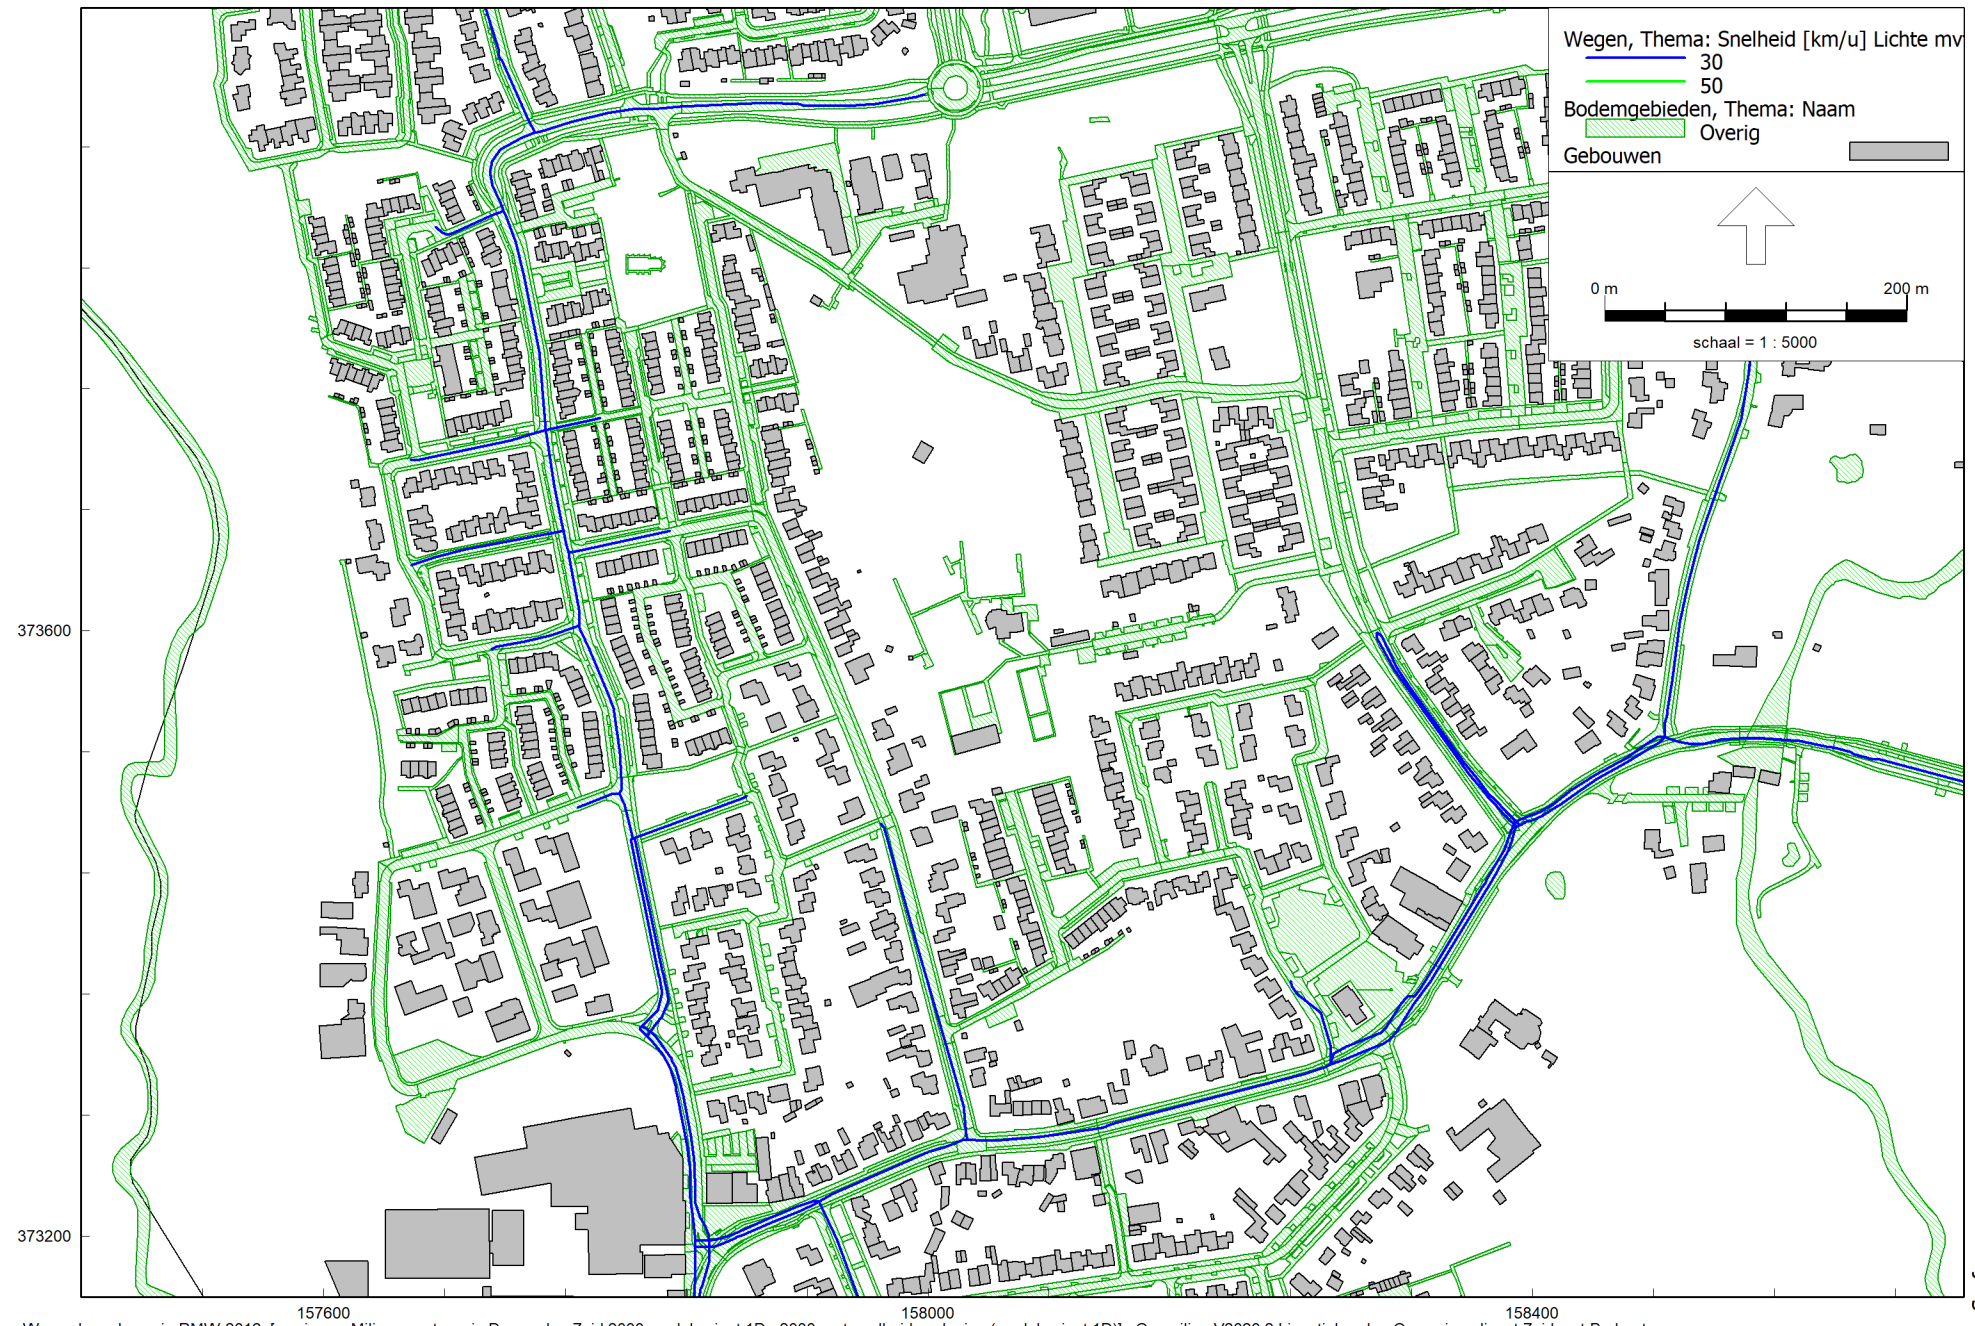 Wegen, Thema: Snelheid [km/u] Lichte mv
30
50
Bodemgebieden, Thema: Naam
Overig
Gebouwen
0 m 200 m
schaal = 1 : 5000
373600
373200
157600 158000 158400